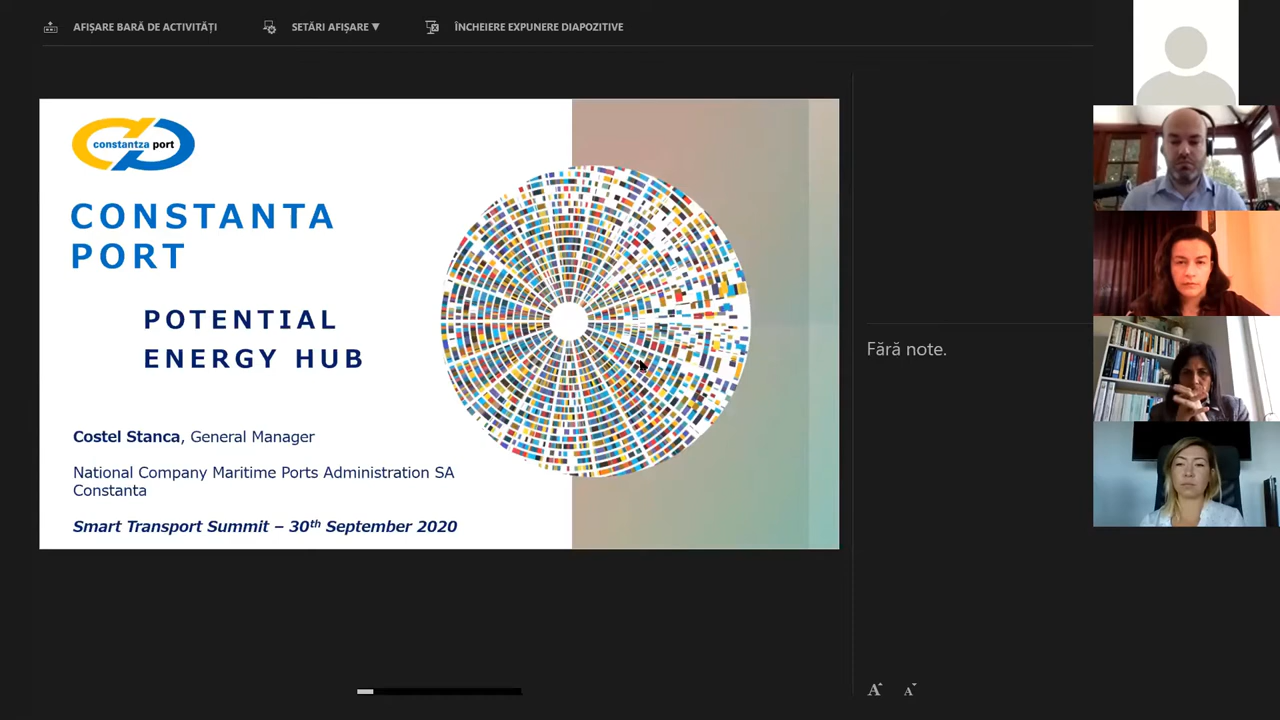 AFIȘARE BARĂ DE ACTIVITĂȚI
SETĂRI AFIȘARE
ÎNCHEIERE EXPUNERE DIAPOZITIVE
constantza port
CONSTANTA
PORT
POTENTIAL
ENERGY HUB
Costel Stanca, General Manager
National Company Maritime Ports Administration SA
Constanta
Smart Transport Summit – 30th September 2020
Fără note.
A A